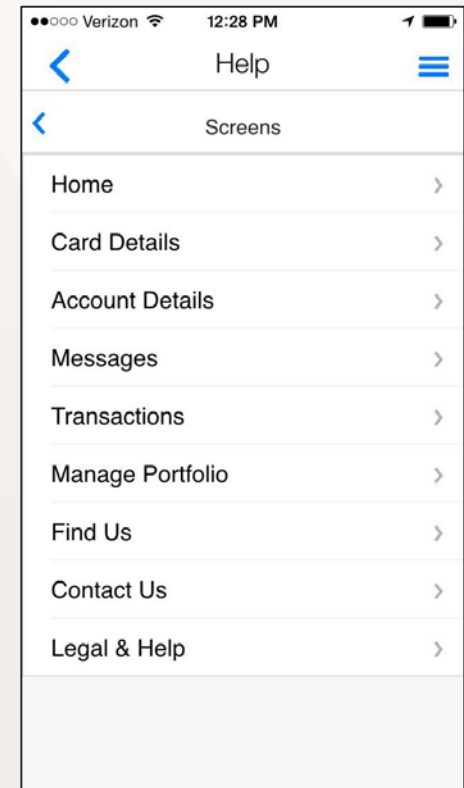 Verizon 12:28 PM
Help
Screens
Home
Card Details
Account Details
Messages
Transactions
Manage Portfolio
Find Us
Contact Us
Legal & Help